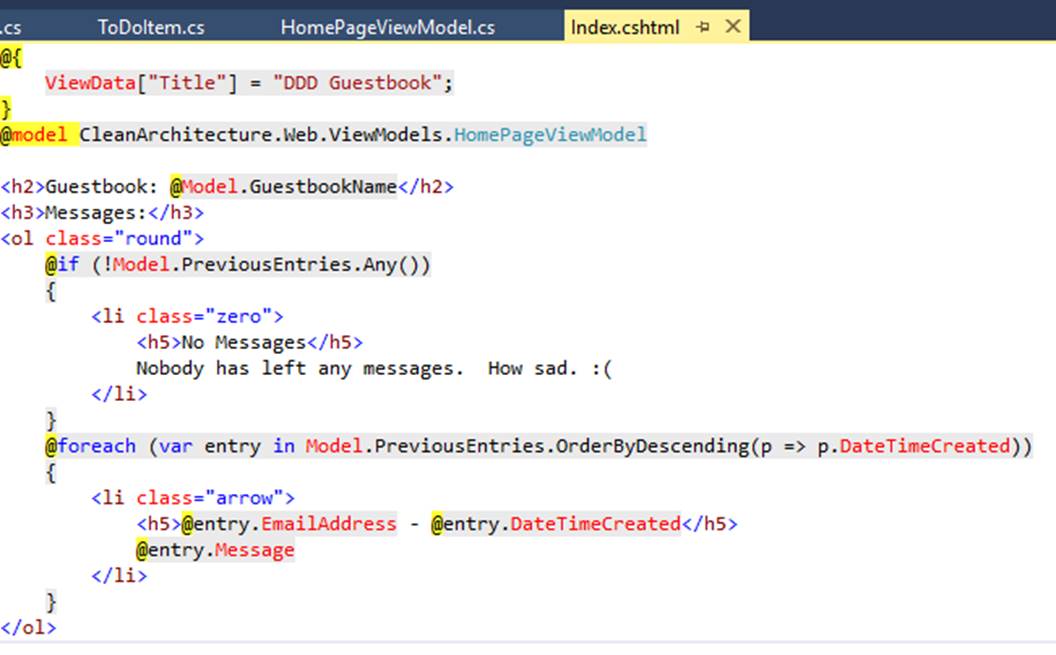 .cs ToDoItem.cs HomePageViewModel.cs Index.cshtml
@{
    ViewData["Title"] = "DDD Guestbook";
}
@model CleanArchitecture.Web.ViewModels.HomePageViewModel
<h2>Guestbook: @Model.GuestbookName</h2>
<h3>Messages:</h3>
<ol class="round">
    @if (!Model.PreviousEntries.Any())
    {
        <li class="zero">
            <h5>No Messages</h5>
            Nobody has left any messages.  How sad. :(
        </li>
    }
    @foreach (var entry in Model.PreviousEntries.OrderByDescending(p => p.DateTimeCreated))
    {
        <li class="arrow">
            <h5>@entry.EmailAddress - @entry.DateTimeCreated</h5>
            @entry.Message
        </li>
    }
</ol>